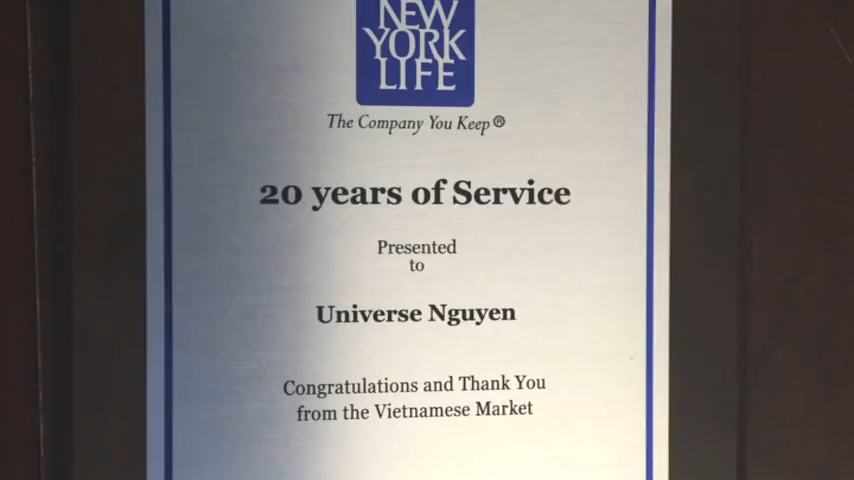 NEW
YORK
LIFE
The Company You Keep®
20 years of Service
Presented
to
Universe Nguyen
Congratulations and Thank You
from the Vietnamese Market